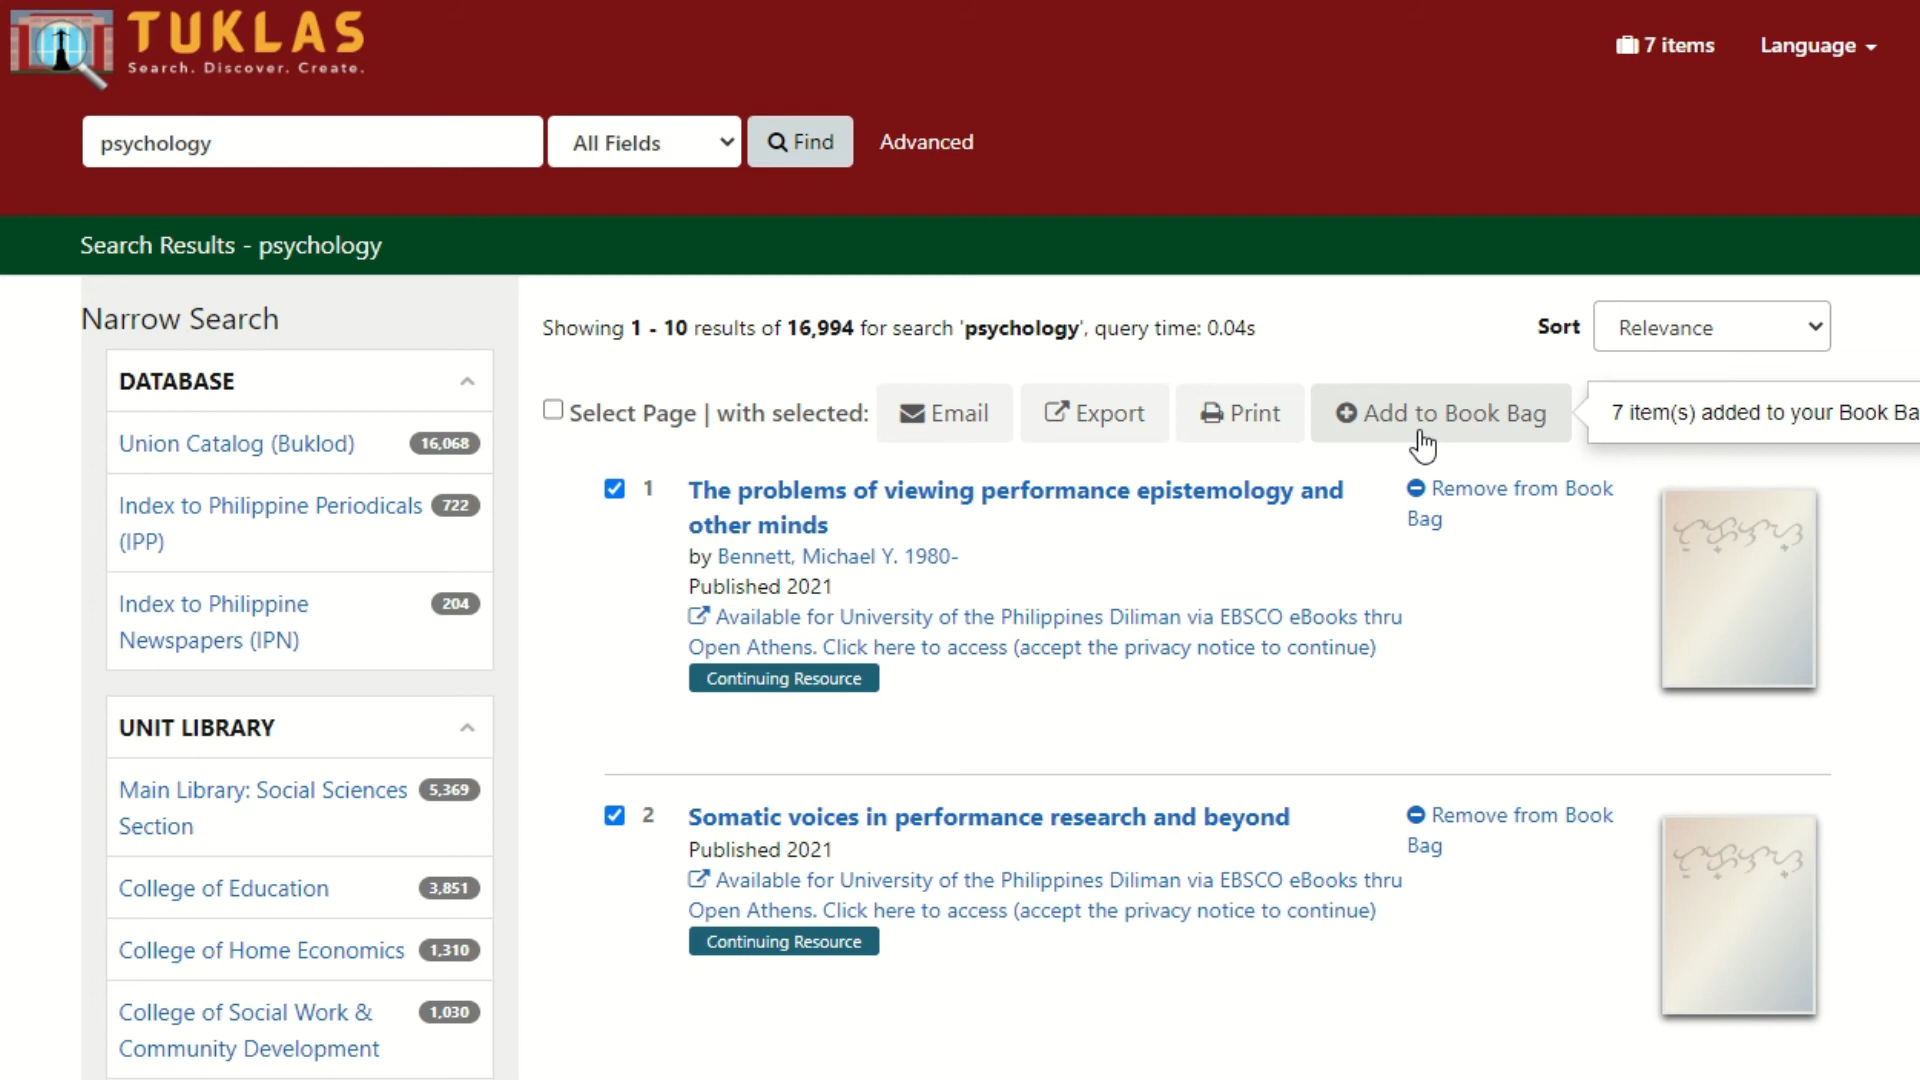 TUKLAS
Search. Discover. Create.
7 items
Language
psychology
All Fields
Find
Advanced
Search Results - psychology
Narrow Search
DATABASE
Union Catalog (Buklod) 16,068
Index to Philippine Periodicals 722
(IPP)
Index to Philippine 204
Newspapers (IPN)
UNIT LIBRARY
Main Library: Social Sciences 5,369
Section
College of Education 3,851
College of Home Economics 1,310
College of Social Work & 1,030
Community Development
Showing 1 - 10 results of 16,994 for search 'psychology', query time: 0.04s
Sort Relevance
Select Page | with selected: Email Export Print Add to Book Bag
7 item(s) added to your Book Ba
1 The problems of viewing performance epistemology and
other minds
by Bennett, Michael Y. 1980-
Published 2021
Available for University of the Philippines Diliman via EBSCO eBooks thru
Open Athens. Click here to access (accept the privacy notice to continue)
Continuing Resource
Remove from Book
Bag
2 Somatic voices in performance research and beyond
Published 2021
Available for University of the Philippines Diliman via EBSCO eBooks thru
Open Athens. Click here to access (accept the privacy notice to continue)
Continuing Resource
Remove from Book
Bag